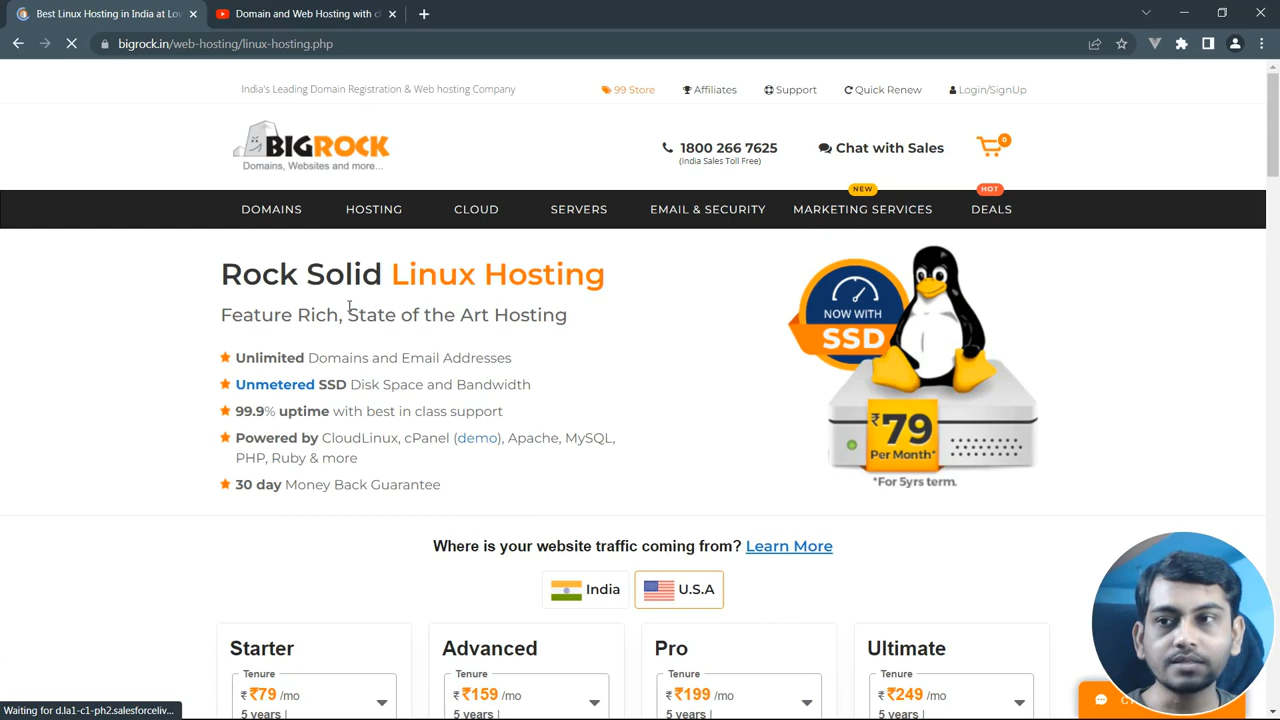 Best Linux Hosting in India at Lo
Domain and Web Hosting with c
bigrock.in/web-hosting/linux-hosting.php
India's Leading Domain Registration & Web hosting Company
99 Store
Affiliates
Support
Quick Renew
Login/SignUp
BIGROCK
Domains, Websites and more...
1800 266 7625
(India Sales Toll Free)
Chat with Sales
0
NEW
HOT
DOMAINS
HOSTING
CLOUD
SERVERS
EMAIL & SECURITY
MARKETING SERVICES
DEALS
Rock Solid Linux Hosting
Feature Rich, State of the Art Hosting
Unlimited Domains and Email Addresses
Unmetered SSD Disk Space and Bandwidth
99.9% uptime with best in class support
Powered by CloudLinux, cPanel (demo), Apache, MySQL,
PHP, Ruby & more
30 day Money Back Guarantee
NOW WITH
SSD
₹79
Per Month*
*For 5yrs term.
Where is your website traffic coming from? Learn More
India
U.S.A
Starter
Tenure
₹ ₹79 /mo
5 years |
Advanced
Tenure
₹ ₹159 /mo
5 years |
Pro
Tenure
₹ ₹199 /mo
5 years |
Ultimate
Tenure
₹ ₹249 /mo
5 years |
Waiting for d.la1-c1-ph2.salesforceliv...